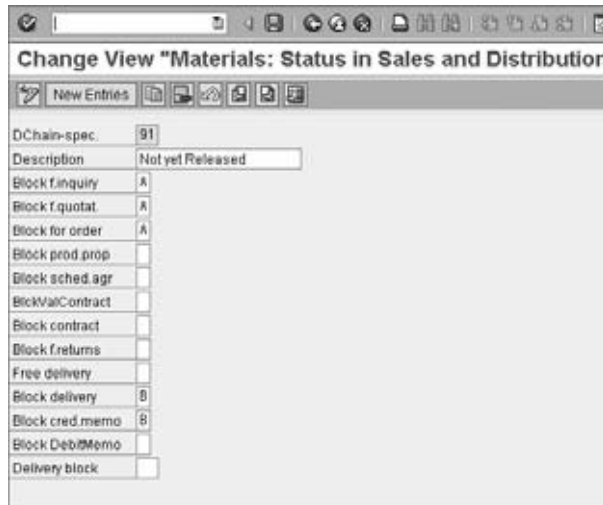 Change View "Materials: Status in Sales and Distribution
New Entries
DChain-spec. 91
Description Not yet Released
Block f.inquiry A
Block f.quotat. A
Block for order A
Block prod.prop
Block sched.agr
BlckValContract
Block contract
Block f.returns
Free delivery
Block delivery B
Block cred.memo B
Block DebitMemo
Delivery block